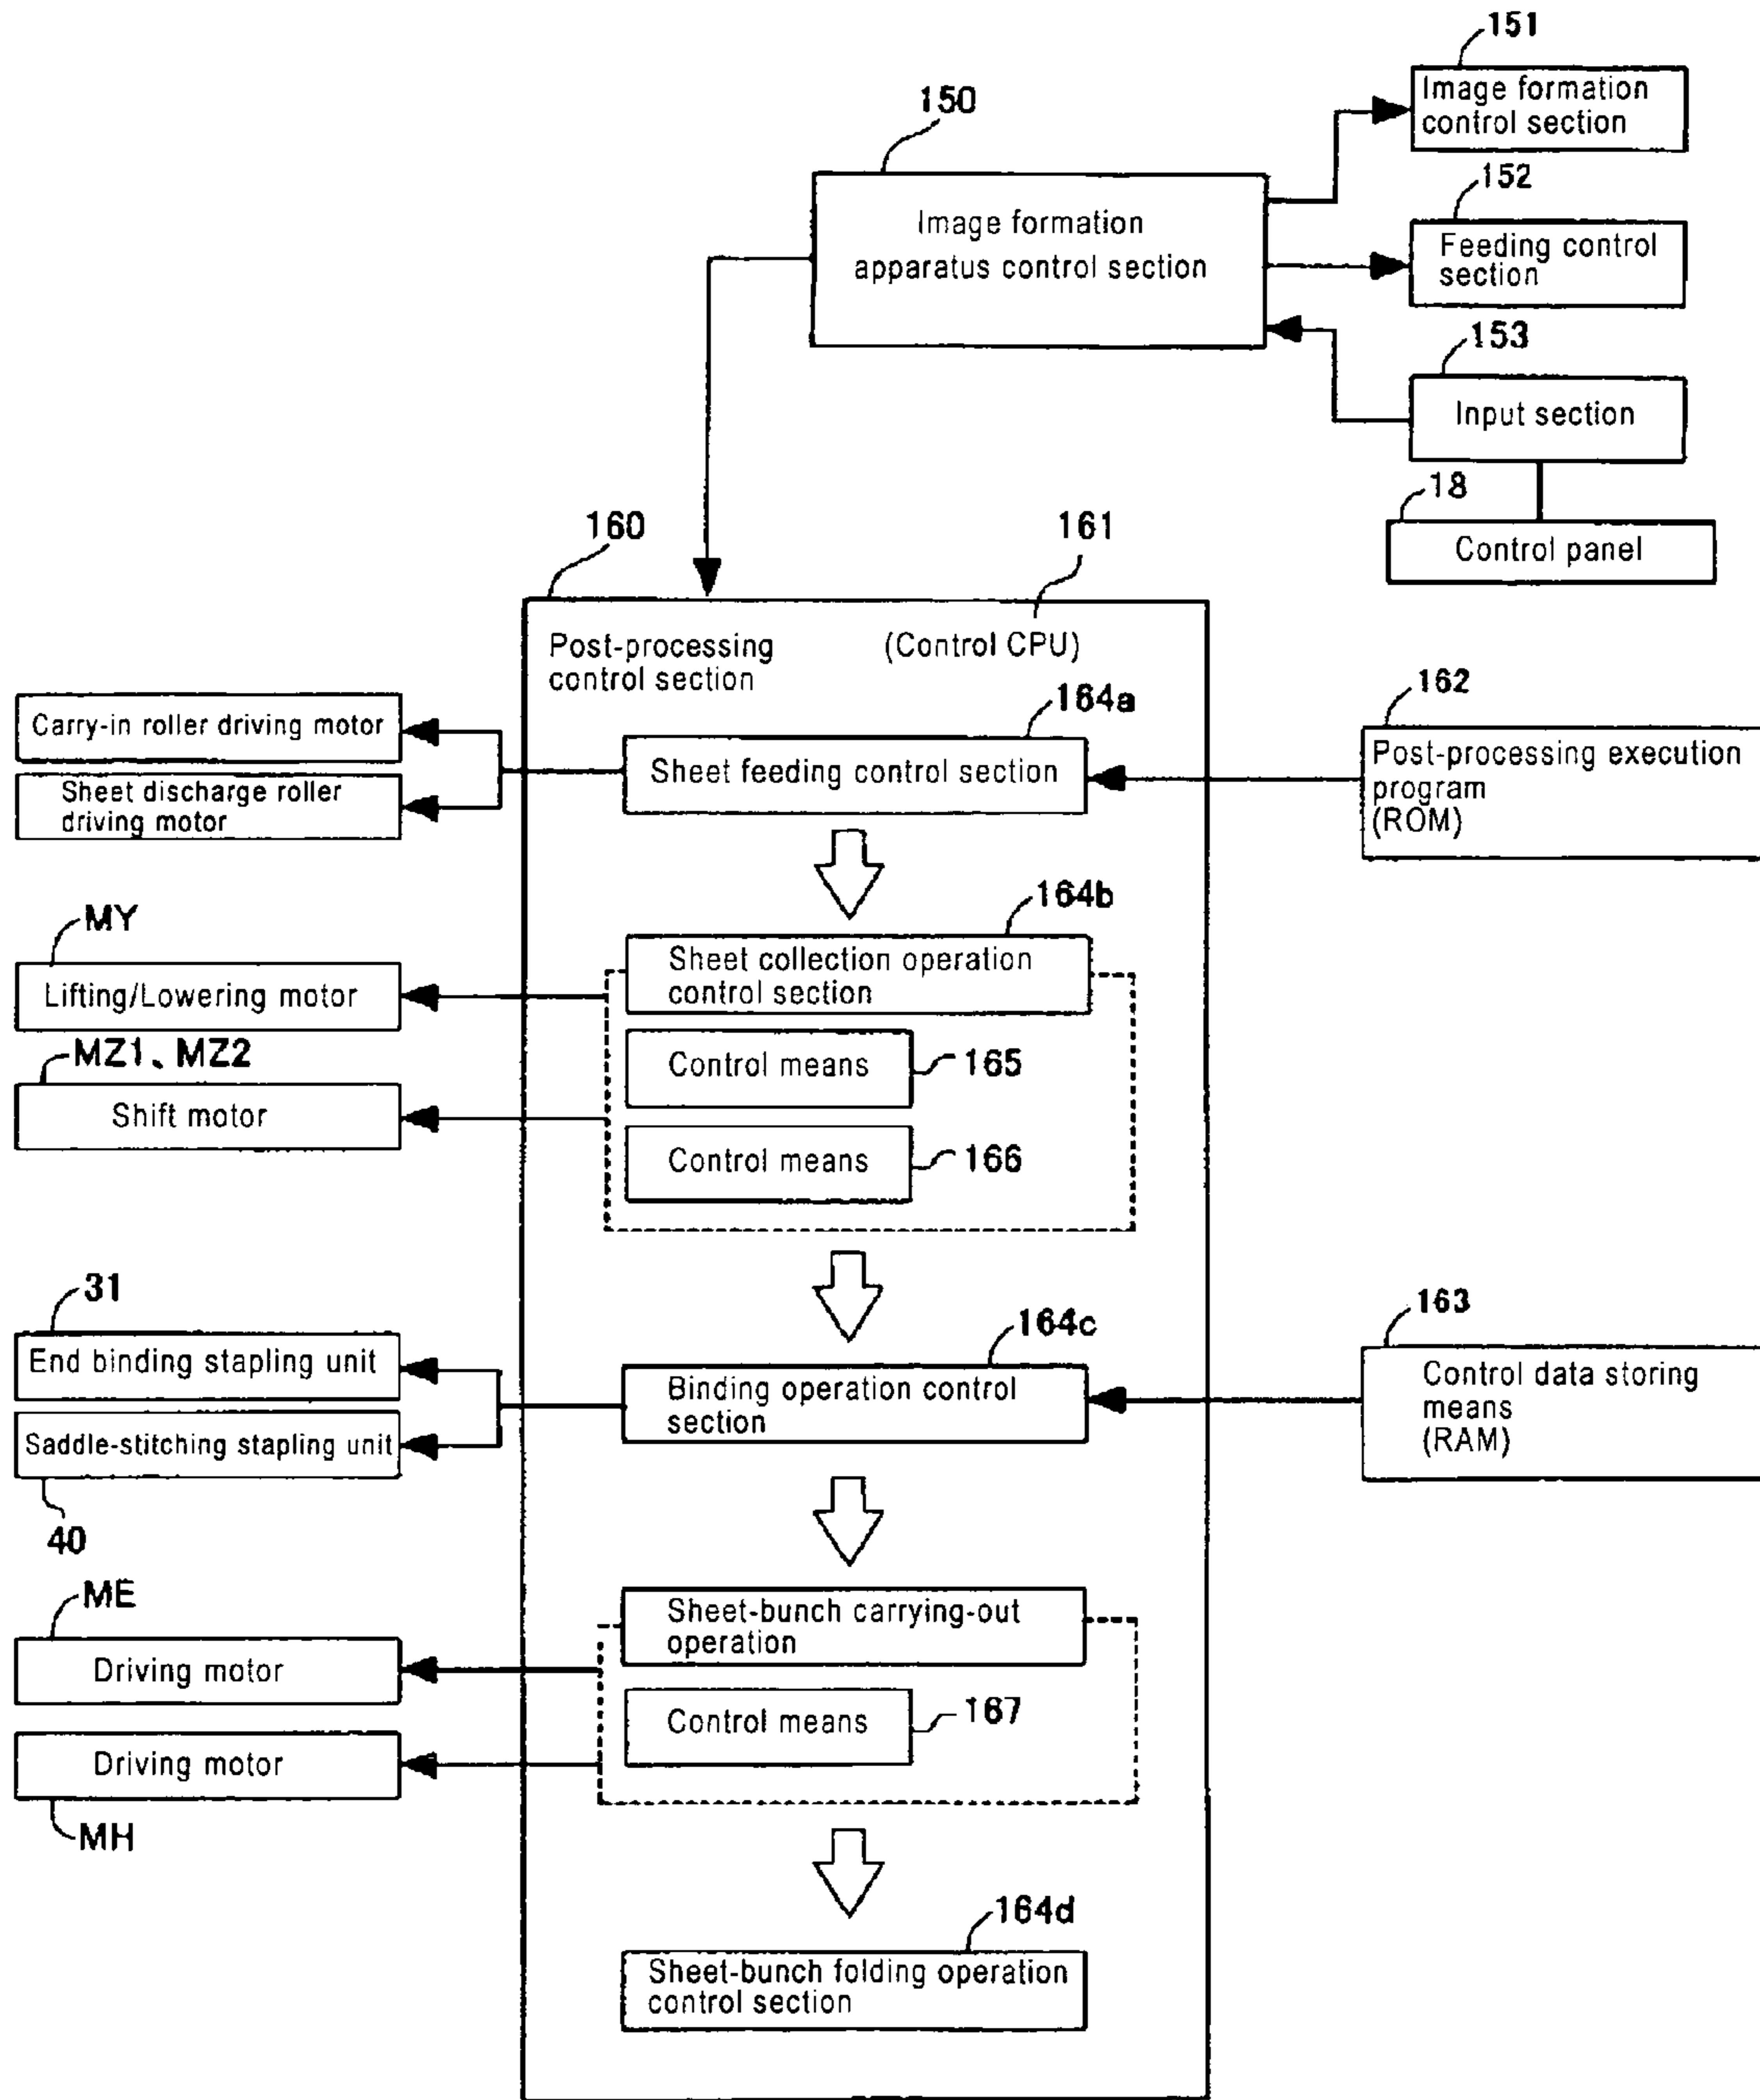 151
Image formation
control section
150
152
Image formation
apparatus control section
Feeding control
section
153
Input section
18
Control panel
160
161
Post-processing
control section
(Control CPU)
164a
162
Carry-in roller driving motor
Sheet discharge roller
driving motor
Sheet feeding control section
Post-processing execution
program
(ROM)
164b
MY
Lifting/Lowering motor
Sheet collection operation
control section
MZ1、MZ2
Shift motor
Control means
165
Control means
166
31
164c
163
End binding stapling unit
Saddle-stitching stapling unit
40
Binding operation control
section
Control data storing
means
(RAM)
ME
Driving motor
Sheet-bunch carrying-out
operation
Control means
167
Driving motor
MH
164d
Sheet-bunch folding operation
control section